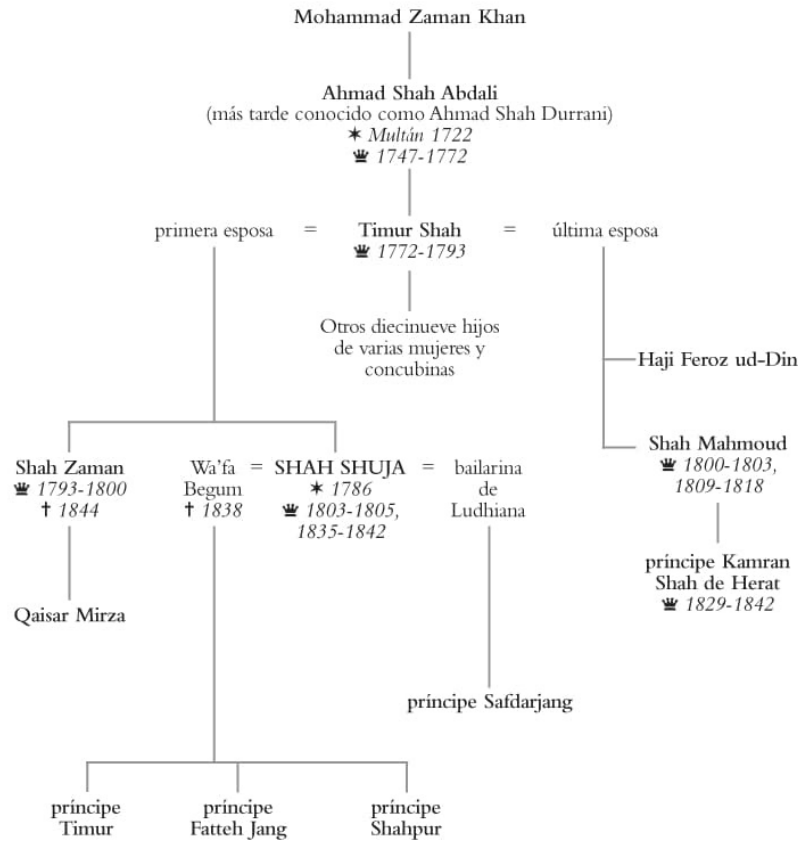 Mohammad Zaman Khan
Ahmad Shah Abdali
(más tarde conocido como Ahmad Shah Durrani)
✶ Multán 1722
♛ 1747-1772
primera esposa = Timur Shah = última esposa
♛ 1772-1793
Otros diecinueve hijos
de varias mujeres y
concubinas
Haji Feroz ud-Din
Shah Mahmoud
♛ 1800-1803,
1809-1818
príncipe Kamran
Shah de Herat
♛ 1829-1842
Shah Zaman
♛ 1793-1800
† 1844
Qaisar Mirza
Wa'fa = SHAH SHUJA = bailarina
Begum ✶ 1786 de
† 1838 ♛ 1803-1805, Ludhiana
1835-1842
príncipe Safdarjang
príncipe
Timur
príncipe
Fatteh Jang
príncipe
Shahpur